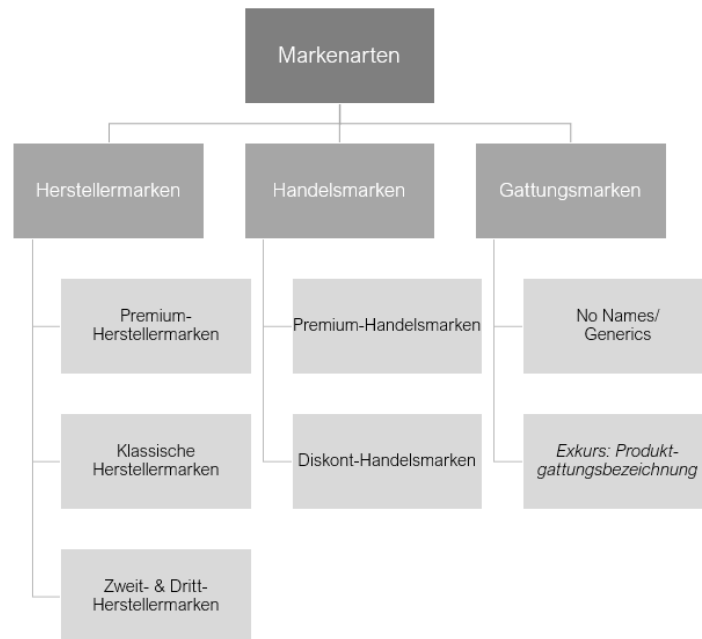 Markenarten
Herstellermarken
Handelsmarken
Gattungsmarken
Premium-
Herstellermarken
Premium-Handelsmarken
No Names/
Generics
Klassische
Herstellermarken
Diskont-Handelsmarken
Exkurs: Produkt-
gattungsbezeichnung
Zweit- & Dritt-
Herstellermarken